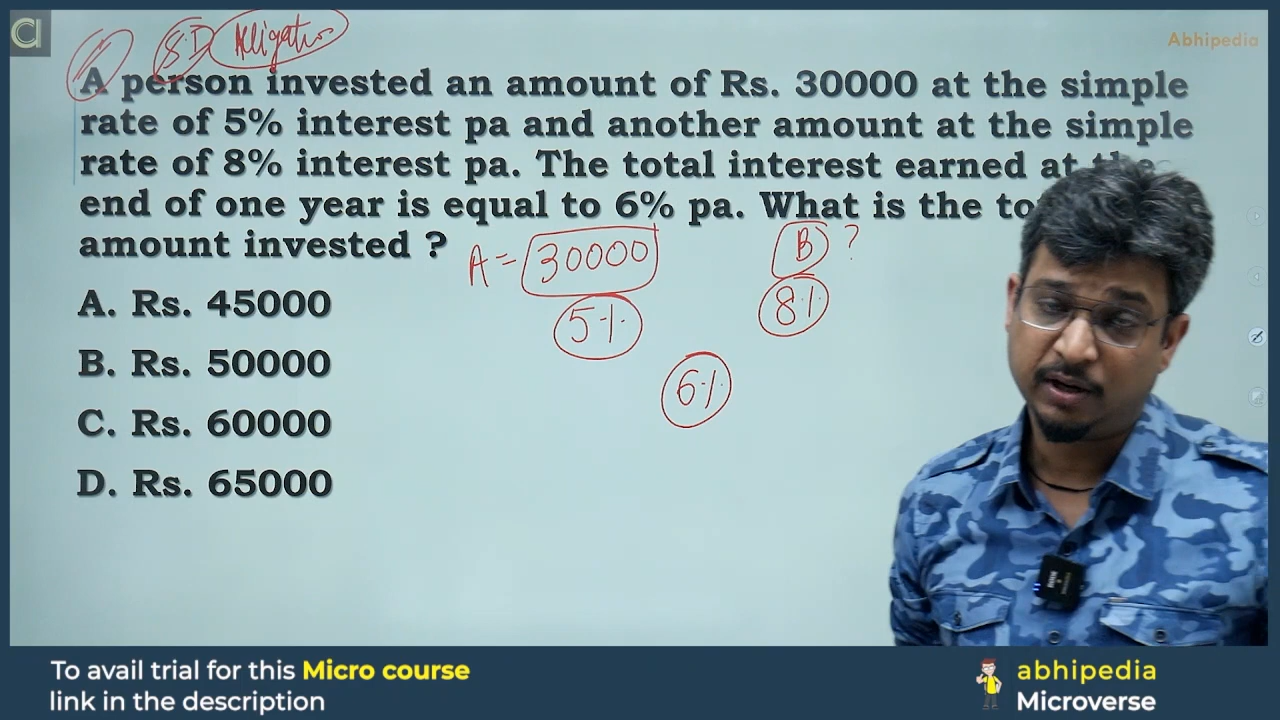 a
S.I Alligation
Abhipedia
A person invested an amount of Rs. 30000 at the simple
rate of 5% interest pa and another amount at the simple
rate of 8% interest pa. The total interest earned at the
end of one year is equal to 6% pa. What is the
amount invested ?
A = 30000
B ?
5%
8%
6%
A. Rs. 45000
B. Rs. 50000
C. Rs. 60000
D. Rs. 65000
To avail trial for this Micro course
link in the description
abhipedia
Microverse